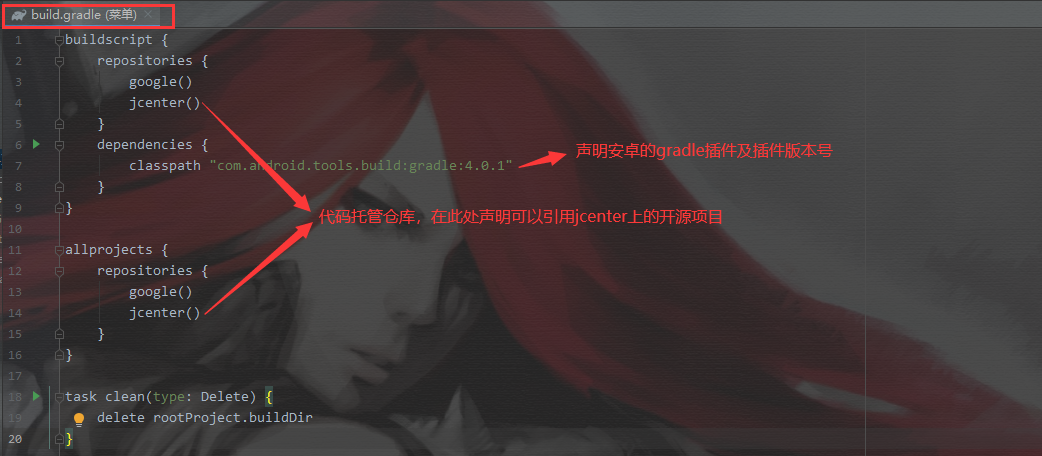 build.gradle (菜单)
1 buildscript {
2 repositories {
3 google()
4 jcenter()
5 }
6 dependencies {
7 classpath "com.android.tools.build:gradle:4.0.1"
声明安卓的gradle插件及插件版本号
8 }
9 }
代码托管仓库，在此处声明可以引用jcenter上的开源项目
10
11 allprojects {
12 repositories {
13 google()
14 jcenter()
15 }
16 }
17
18 task clean(type: Delete) {
19 delete rootProject.buildDir
20 }